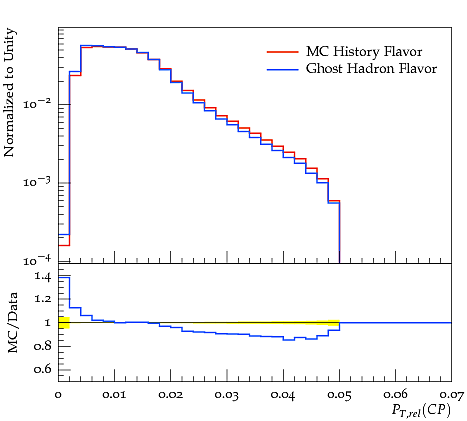 Normalized to Unity
MC History Flavor
Ghost Hadron Flavor
10⁻²
10⁻³
10⁻⁴
MC/Data
1.4
1.2
1
0.8
0.6
0 0.01 0.02 0.03 0.04 0.05 0.06 0.07
P_{T,rel}(CP)